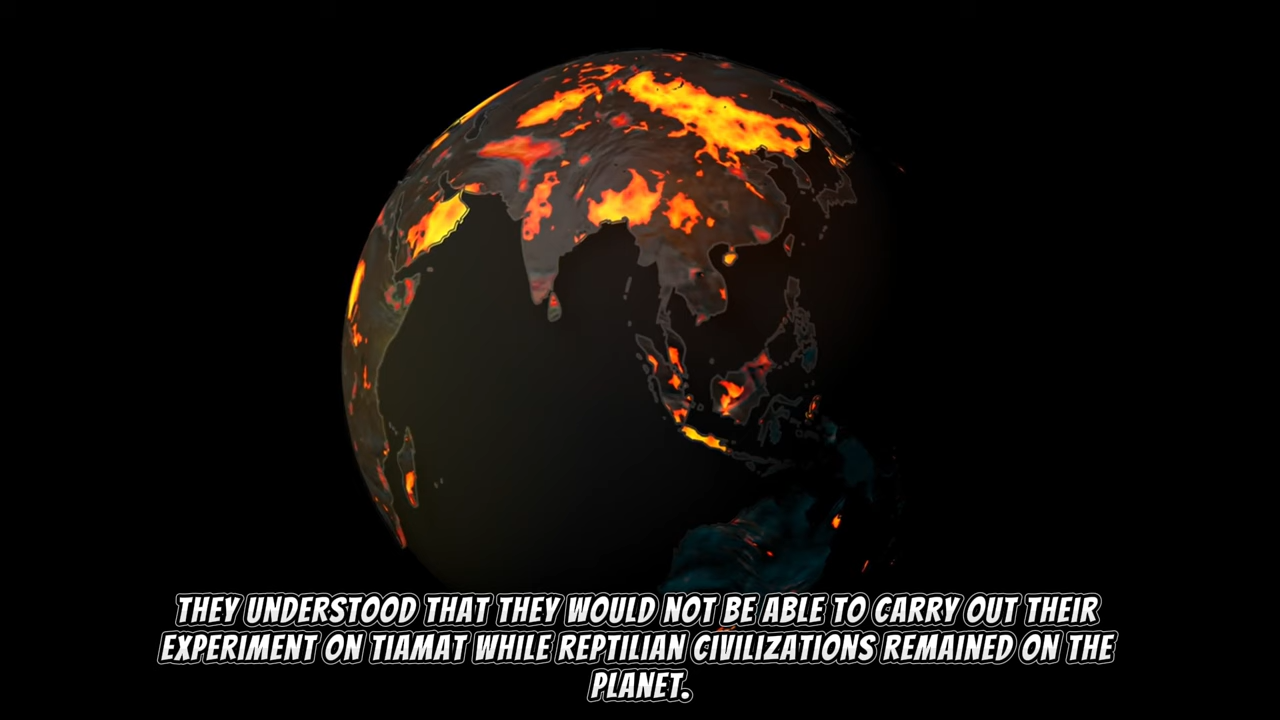 THEY UNDERSTOOD THAT THEY WOULD NOT BE ABLE TO CARRY OUT THEIR
EXPERIMENT ON TIAMAT WHILE REPTILIAN CIVILIZATIONS REMAINED ON THE
PLANET.